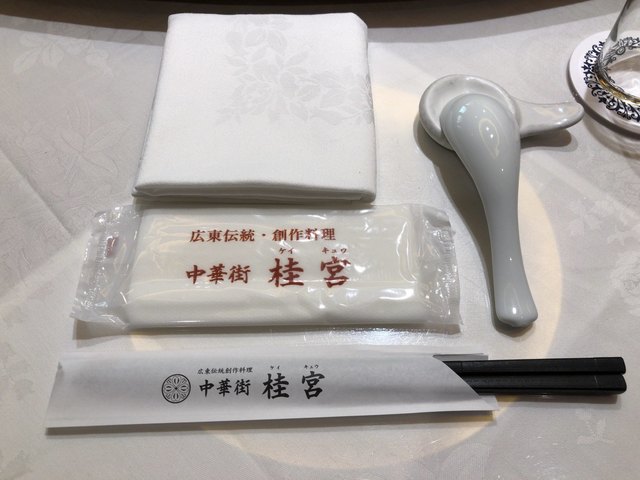 広東伝統・創作料理
ケイ キュウ
中華街 桂宮
広東伝統創作料理
ケイ キュウ
中華街 桂宮